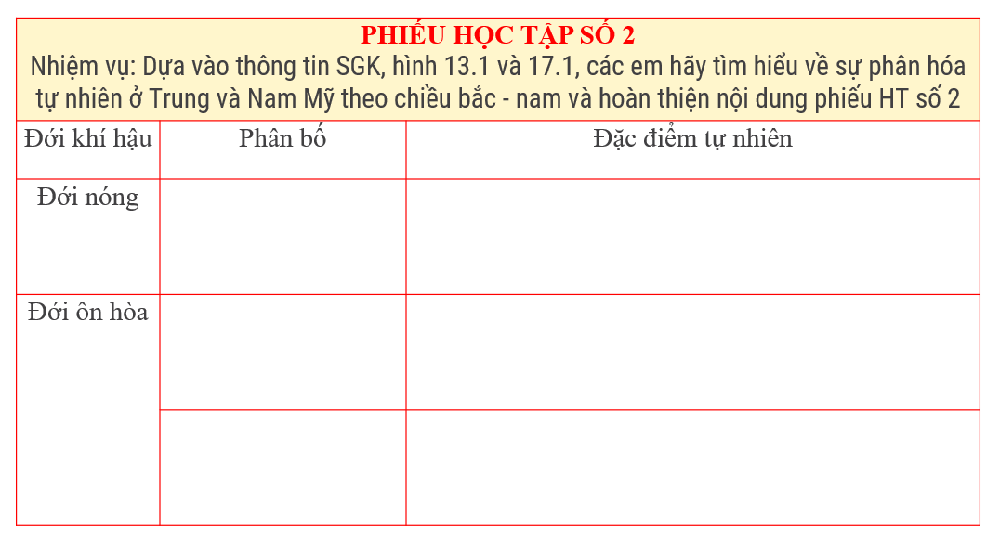 PHIẾU HỌC TẬP SỐ 2
Nhiệm vụ: Dựa vào thông tin SGK, hình 13.1 và 17.1, các em hãy tìm hiểu về sự phân hóa
tự nhiên ở Trung và Nam Mỹ theo chiều bắc - nam và hoàn thiện nội dung phiếu HT số 2
Đới khí hậu
Phân bố
Đặc điểm tự nhiên
Đới nóng
Đới ôn hòa